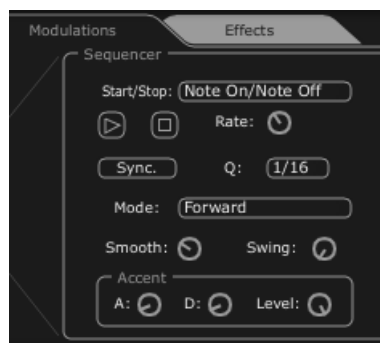 Modulations Effects
Sequencer
Start/Stop: Note On/Note Off
Rate:
Sync. Q: 1/16
Mode: Forward
Smooth: Swing:
Accent
A: D: Level: